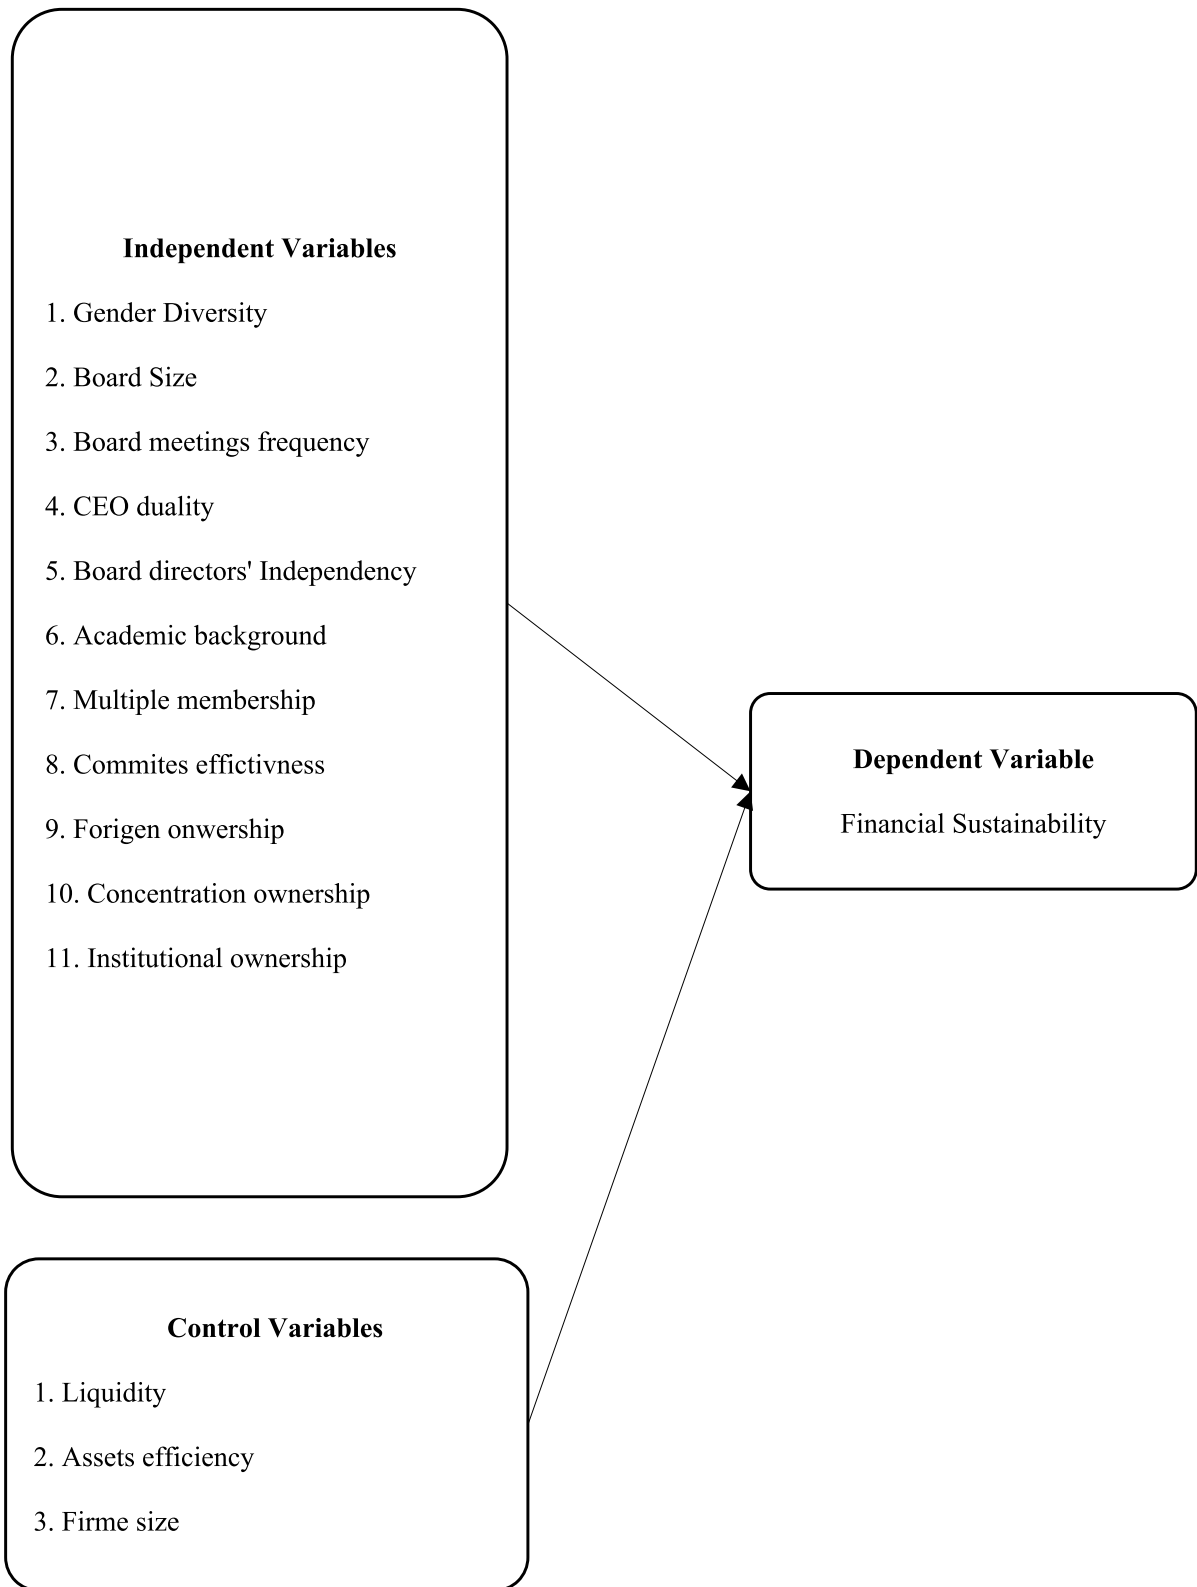 Independent Variables
1. Gender Diversity
2. Board Size
3. Board meetings frequency
4. CEO duality
5. Board directors' Independency
6. Academic background
7. Multiple membership
8. Commites effictivness
9. Forigen onwership
10. Concentration ownership
11. Institutional ownership
Dependent Variable
Financial Sustainability
Control Variables
1. Liquidity
2. Assets efficiency
3. Firme size